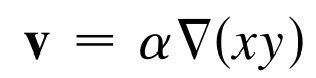 v = α∇(xy)